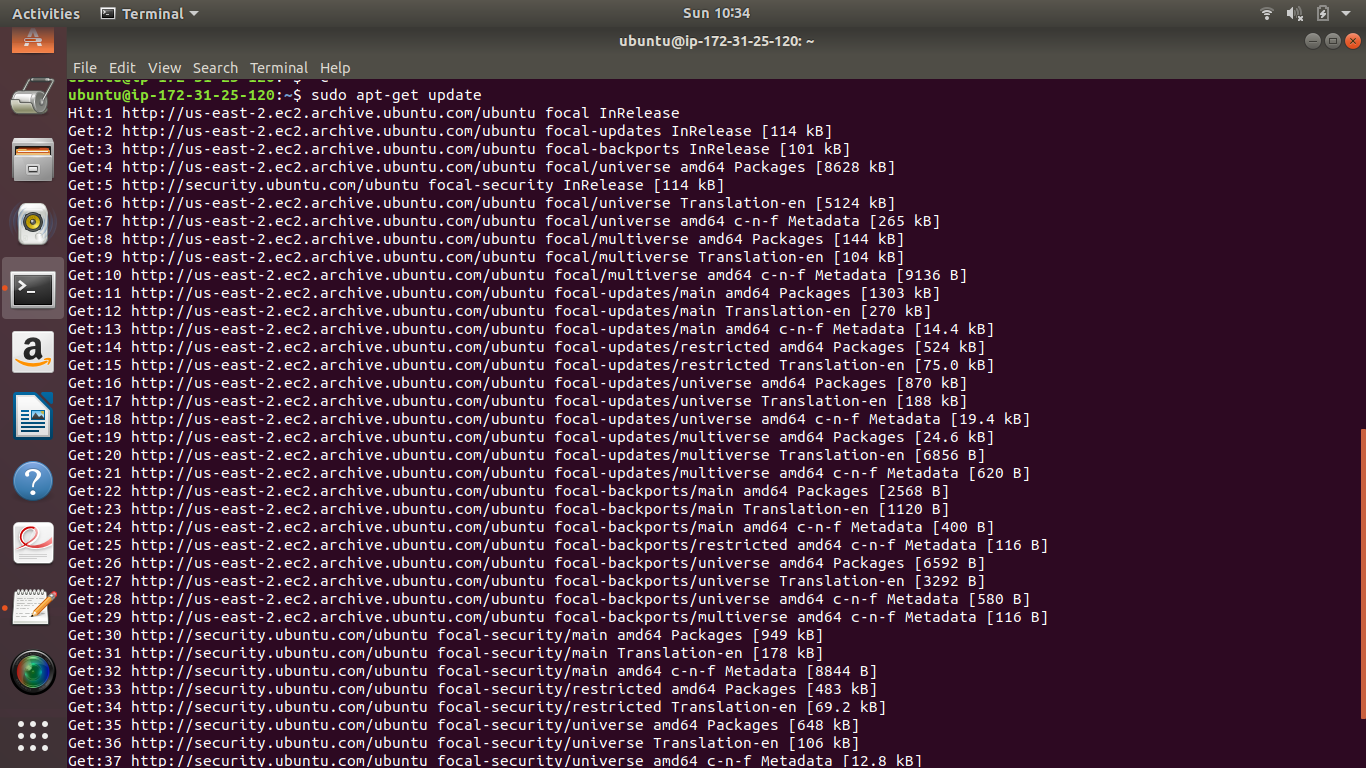 Activities
Terminal
Sun 10:34
ubuntu@ip-172-31-25-120: ~
File Edit View Search Terminal Help
ubuntu@ip-172-31-25-120:~$ sudo apt-get update
Hit:1 http://us-east-2.ec2.archive.ubuntu.com/ubuntu focal InRelease
Get:2 http://us-east-2.ec2.archive.ubuntu.com/ubuntu focal-updates InRelease [114 kB]
Get:3 http://us-east-2.ec2.archive.ubuntu.com/ubuntu focal-backports InRelease [101 kB]
Get:4 http://us-east-2.ec2.archive.ubuntu.com/ubuntu focal/universe amd64 Packages [8628 kB]
Get:5 http://security.ubuntu.com/ubuntu focal-security InRelease [114 kB]
Get:6 http://us-east-2.ec2.archive.ubuntu.com/ubuntu focal/universe Translation-en [5124 kB]
Get:7 http://us-east-2.ec2.archive.ubuntu.com/ubuntu focal/universe amd64 c-n-f Metadata [265 kB]
Get:8 http://us-east-2.ec2.archive.ubuntu.com/ubuntu focal/multiverse amd64 Packages [144 kB]
Get:9 http://us-east-2.ec2.archive.ubuntu.com/ubuntu focal/multiverse Translation-en [104 kB]
Get:10 http://us-east-2.ec2.archive.ubuntu.com/ubuntu focal/multiverse amd64 c-n-f Metadata [9136 B]
Get:11 http://us-east-2.ec2.archive.ubuntu.com/ubuntu focal-updates/main amd64 Packages [1303 kB]
Get:12 http://us-east-2.ec2.archive.ubuntu.com/ubuntu focal-updates/main Translation-en [270 kB]
Get:13 http://us-east-2.ec2.archive.ubuntu.com/ubuntu focal-updates/main amd64 c-n-f Metadata [14.4 kB]
Get:14 http://us-east-2.ec2.archive.ubuntu.com/ubuntu focal-updates/restricted amd64 Packages [524 kB]
Get:15 http://us-east-2.ec2.archive.ubuntu.com/ubuntu focal-updates/restricted Translation-en [75.0 kB]
Get:16 http://us-east-2.ec2.archive.ubuntu.com/ubuntu focal-updates/universe amd64 Packages [870 kB]
Get:17 http://us-east-2.ec2.archive.ubuntu.com/ubuntu focal-updates/universe Translation-en [188 kB]
Get:18 http://us-east-2.ec2.archive.ubuntu.com/ubuntu focal-updates/universe amd64 c-n-f Metadata [19.4 kB]
Get:19 http://us-east-2.ec2.archive.ubuntu.com/ubuntu focal-updates/multiverse amd64 Packages [24.6 kB]
Get:20 http://us-east-2.ec2.archive.ubuntu.com/ubuntu focal-updates/multiverse Translation-en [6856 B]
Get:21 http://us-east-2.ec2.archive.ubuntu.com/ubuntu focal-updates/multiverse amd64 c-n-f Metadata [620 B]
Get:22 http://us-east-2.ec2.archive.ubuntu.com/ubuntu focal-backports/main amd64 Packages [2568 B]
Get:23 http://us-east-2.ec2.archive.ubuntu.com/ubuntu focal-backports/main Translation-en [1120 B]
Get:24 http://us-east-2.ec2.archive.ubuntu.com/ubuntu focal-backports/main amd64 c-n-f Metadata [400 B]
Get:25 http://us-east-2.ec2.archive.ubuntu.com/ubuntu focal-backports/restricted amd64 c-n-f Metadata [116 B]
Get:26 http://us-east-2.ec2.archive.ubuntu.com/ubuntu focal-backports/universe amd64 Packages [6592 B]
Get:27 http://us-east-2.ec2.archive.ubuntu.com/ubuntu focal-backports/universe Translation-en [3292 B]
Get:28 http://us-east-2.ec2.archive.ubuntu.com/ubuntu focal-backports/universe amd64 c-n-f Metadata [580 B]
Get:29 http://us-east-2.ec2.archive.ubuntu.com/ubuntu focal-backports/multiverse amd64 c-n-f Metadata [116 B]
Get:30 http://security.ubuntu.com/ubuntu focal-security/main amd64 Packages [949 kB]
Get:31 http://security.ubuntu.com/ubuntu focal-security/main Translation-en [178 kB]
Get:32 http://security.ubuntu.com/ubuntu focal-security/main amd64 c-n-f Metadata [8844 B]
Get:33 http://security.ubuntu.com/ubuntu focal-security/restricted amd64 Packages [483 kB]
Get:34 http://security.ubuntu.com/ubuntu focal-security/restricted Translation-en [69.2 kB]
Get:35 http://security.ubuntu.com/ubuntu focal-security/universe amd64 Packages [648 kB]
Get:36 http://security.ubuntu.com/ubuntu focal-security/universe Translation-en [106 kB]
Get:37 http://security.ubuntu.com/ubuntu focal-security/universe amd64 c-n-f Metadata [12.8 kB]